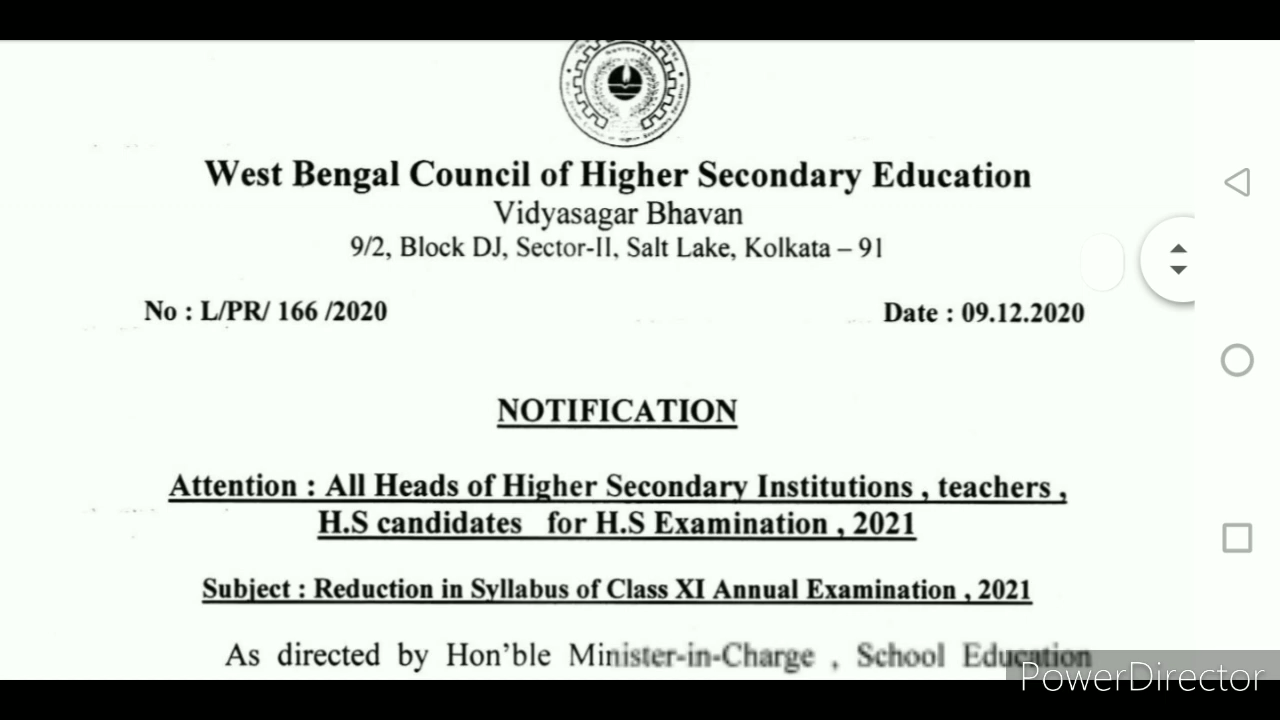 West Bengal Council of Higher Secondary Education
Vidyasagar Bhavan
9/2, Block DJ, Sector-II, Salt Lake, Kolkata – 91
No : L/PR/ 166 /2020
Date : 09.12.2020
NOTIFICATION
Attention : All Heads of Higher Secondary Institutions , teachers ,
H.S candidates for H.S Examination , 2021
Subject : Reduction in Syllabus of Class XI Annual Examination , 2021
As directed by Hon’ble Minister-in-Charge , School Education
PowerDirector